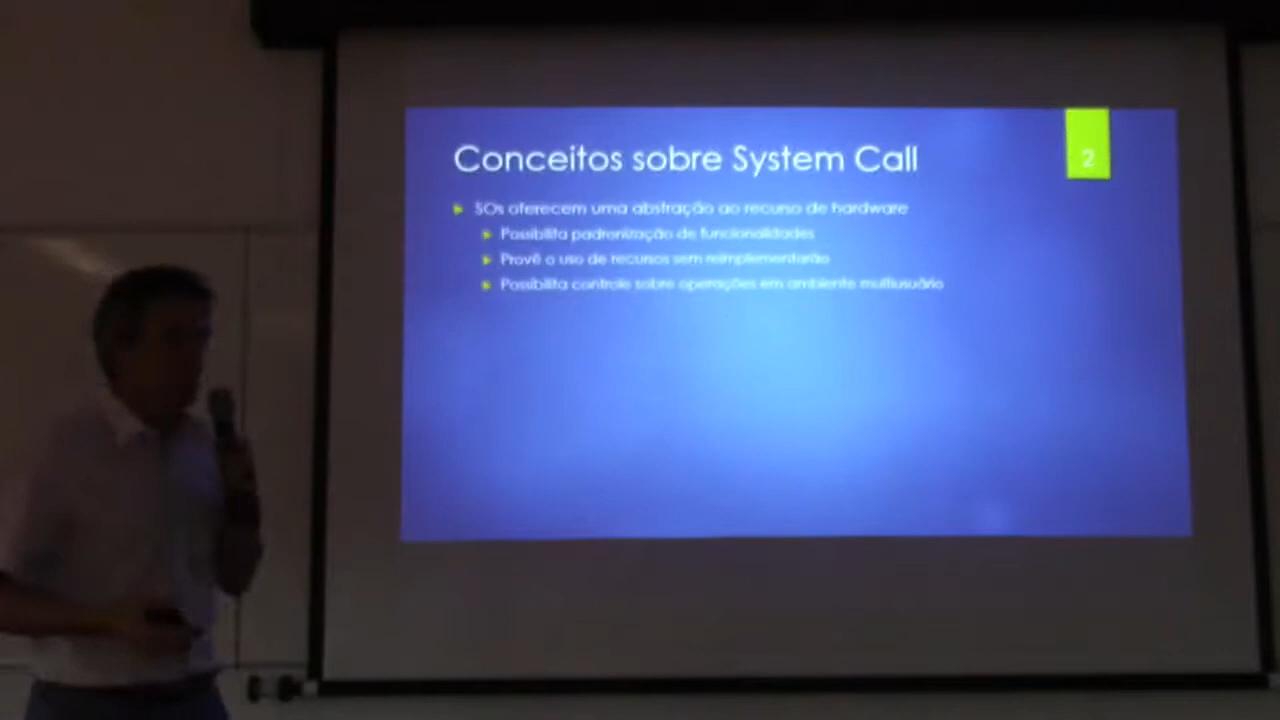 Conceitos sobre System Call
2
SOs oferecem uma abstração ao recurso de hardware
Possibilita padronização de funcionalidades
Provê o uso de recursos sem reimplementarão
Possibilita controle sobre operações em ambiente multiusuário